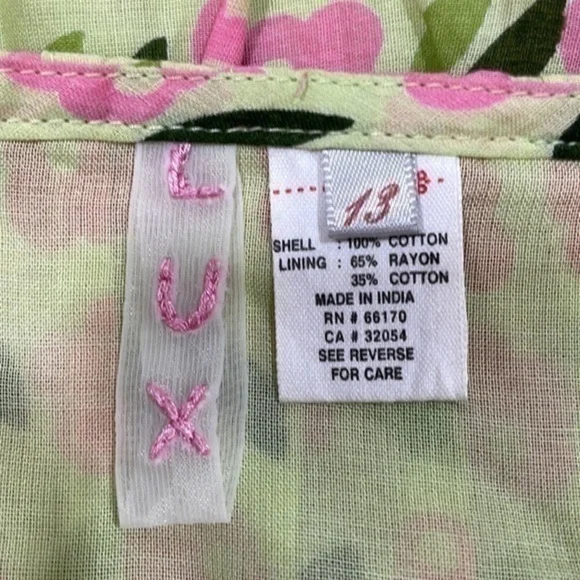 L
U
X
13
SHELL : 100% COTTON
LINING : 65% RAYON
35% COTTON
MADE IN INDIA
RN # 66170
CA # 32054
SEE REVERSE
FOR CARE